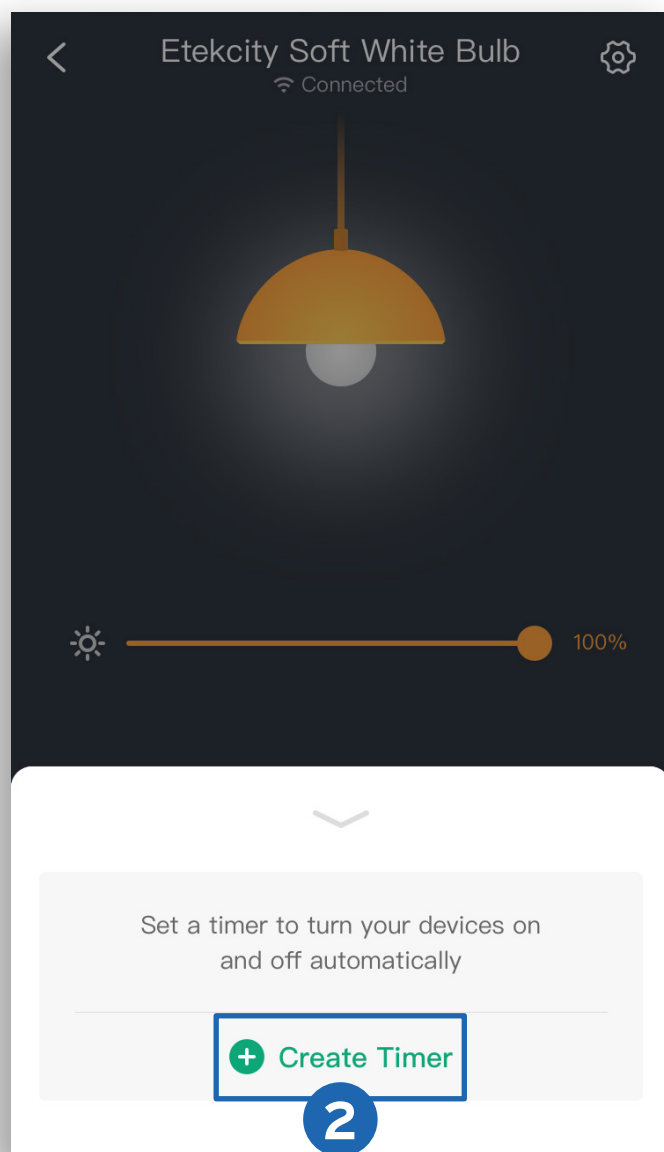 Etekcity Soft White Bulb
Connected
100%
Set a timer to turn your devices on
and off automatically
Create Timer
2